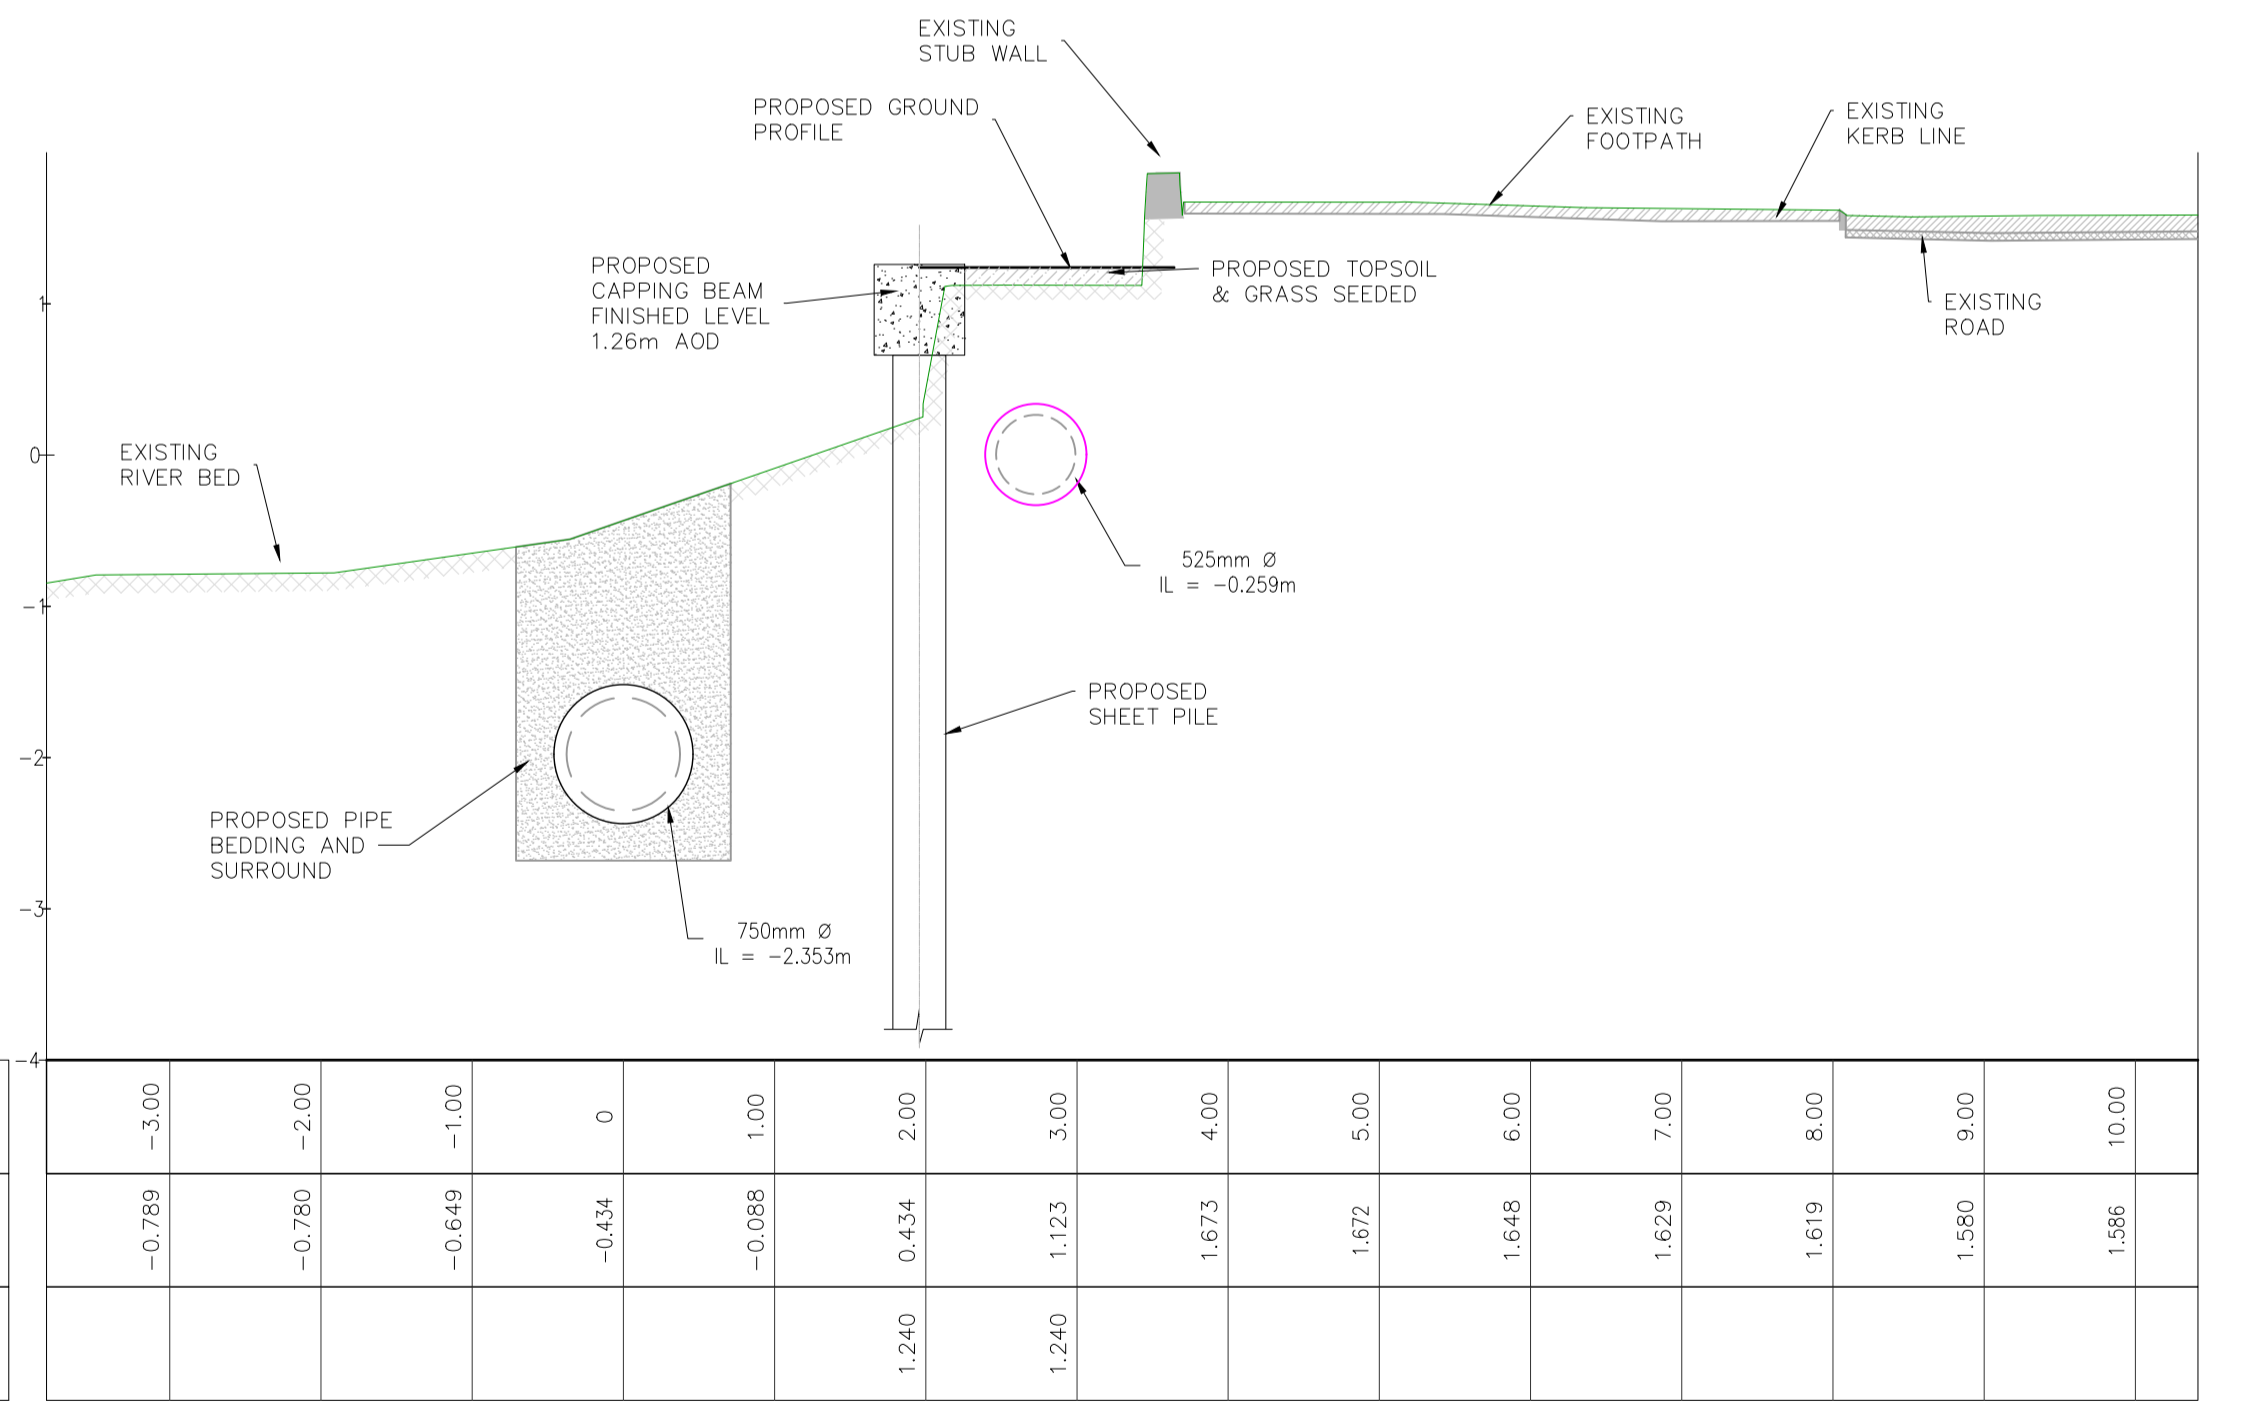 EXISTING
STUB WALL
PROPOSED GROUND
PROFILE
EXISTING
FOOTPATH
EXISTING
KERB LINE
PROPOSED
CAPPING BEAM
FINISHED LEVEL
1.26m AOD
PROPOSED TOPSOIL
& GRASS SEEDED
EXISTING
ROAD
1
0
-1
-2
-3
-4
EXISTING
RIVER BED
525mm Ø
IL = -0.259m
PROPOSED
SHEET PILE
PROPOSED PIPE
BEDDING AND
SURROUND
750mm Ø
IL = -2.353m
-3.00
-2.00
-1.00
0
1.00
2.00
3.00
4.00
5.00
6.00
7.00
8.00
9.00
10.00
-0.789
-0.780
-0.649
-0.434
-0.088
0.434
1.123
1.673
1.672
1.648
1.629
1.619
1.580
1.586
1.240
1.240